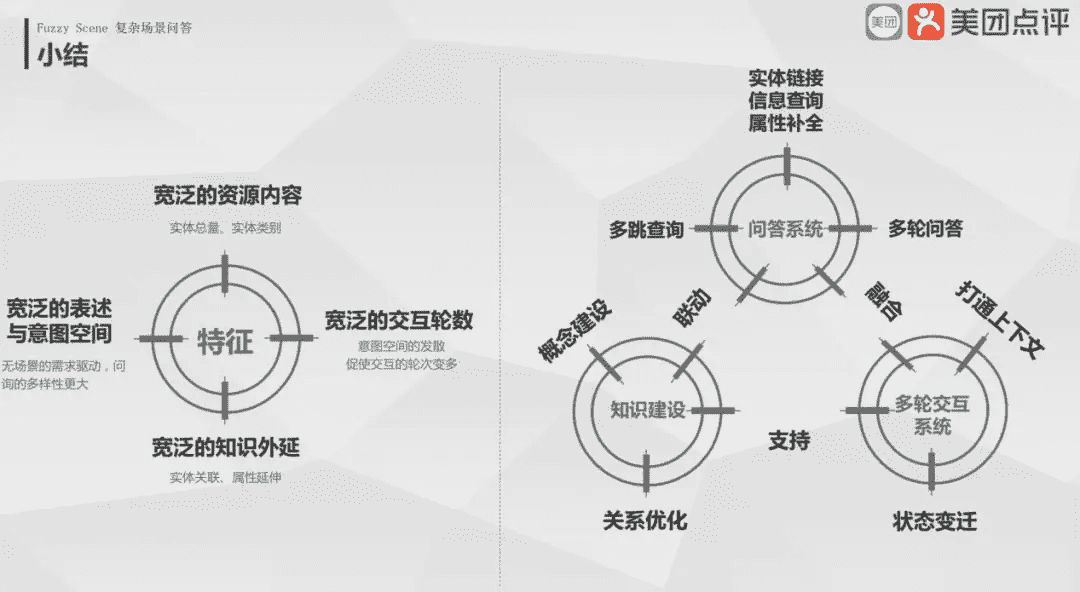 Fuzzy Scene 复杂场景问答
小结
美团
美团点评
宽泛的资源内容
实体总量、实体类别
宽泛的表述
与意图空间
无场景的需求驱动，问
询的多样性更大
特征
宽泛的交互轮数
意图空间的发散
促使交互的轮次变多
宽泛的知识外延
实体关联、属性延伸
实体链接
信息查询
属性补全
多跳查询
问答系统
多轮问答
概念建设
联动
融合
打通上下文
知识建设
支持
多轮交互
系统
关系优化
状态变迁